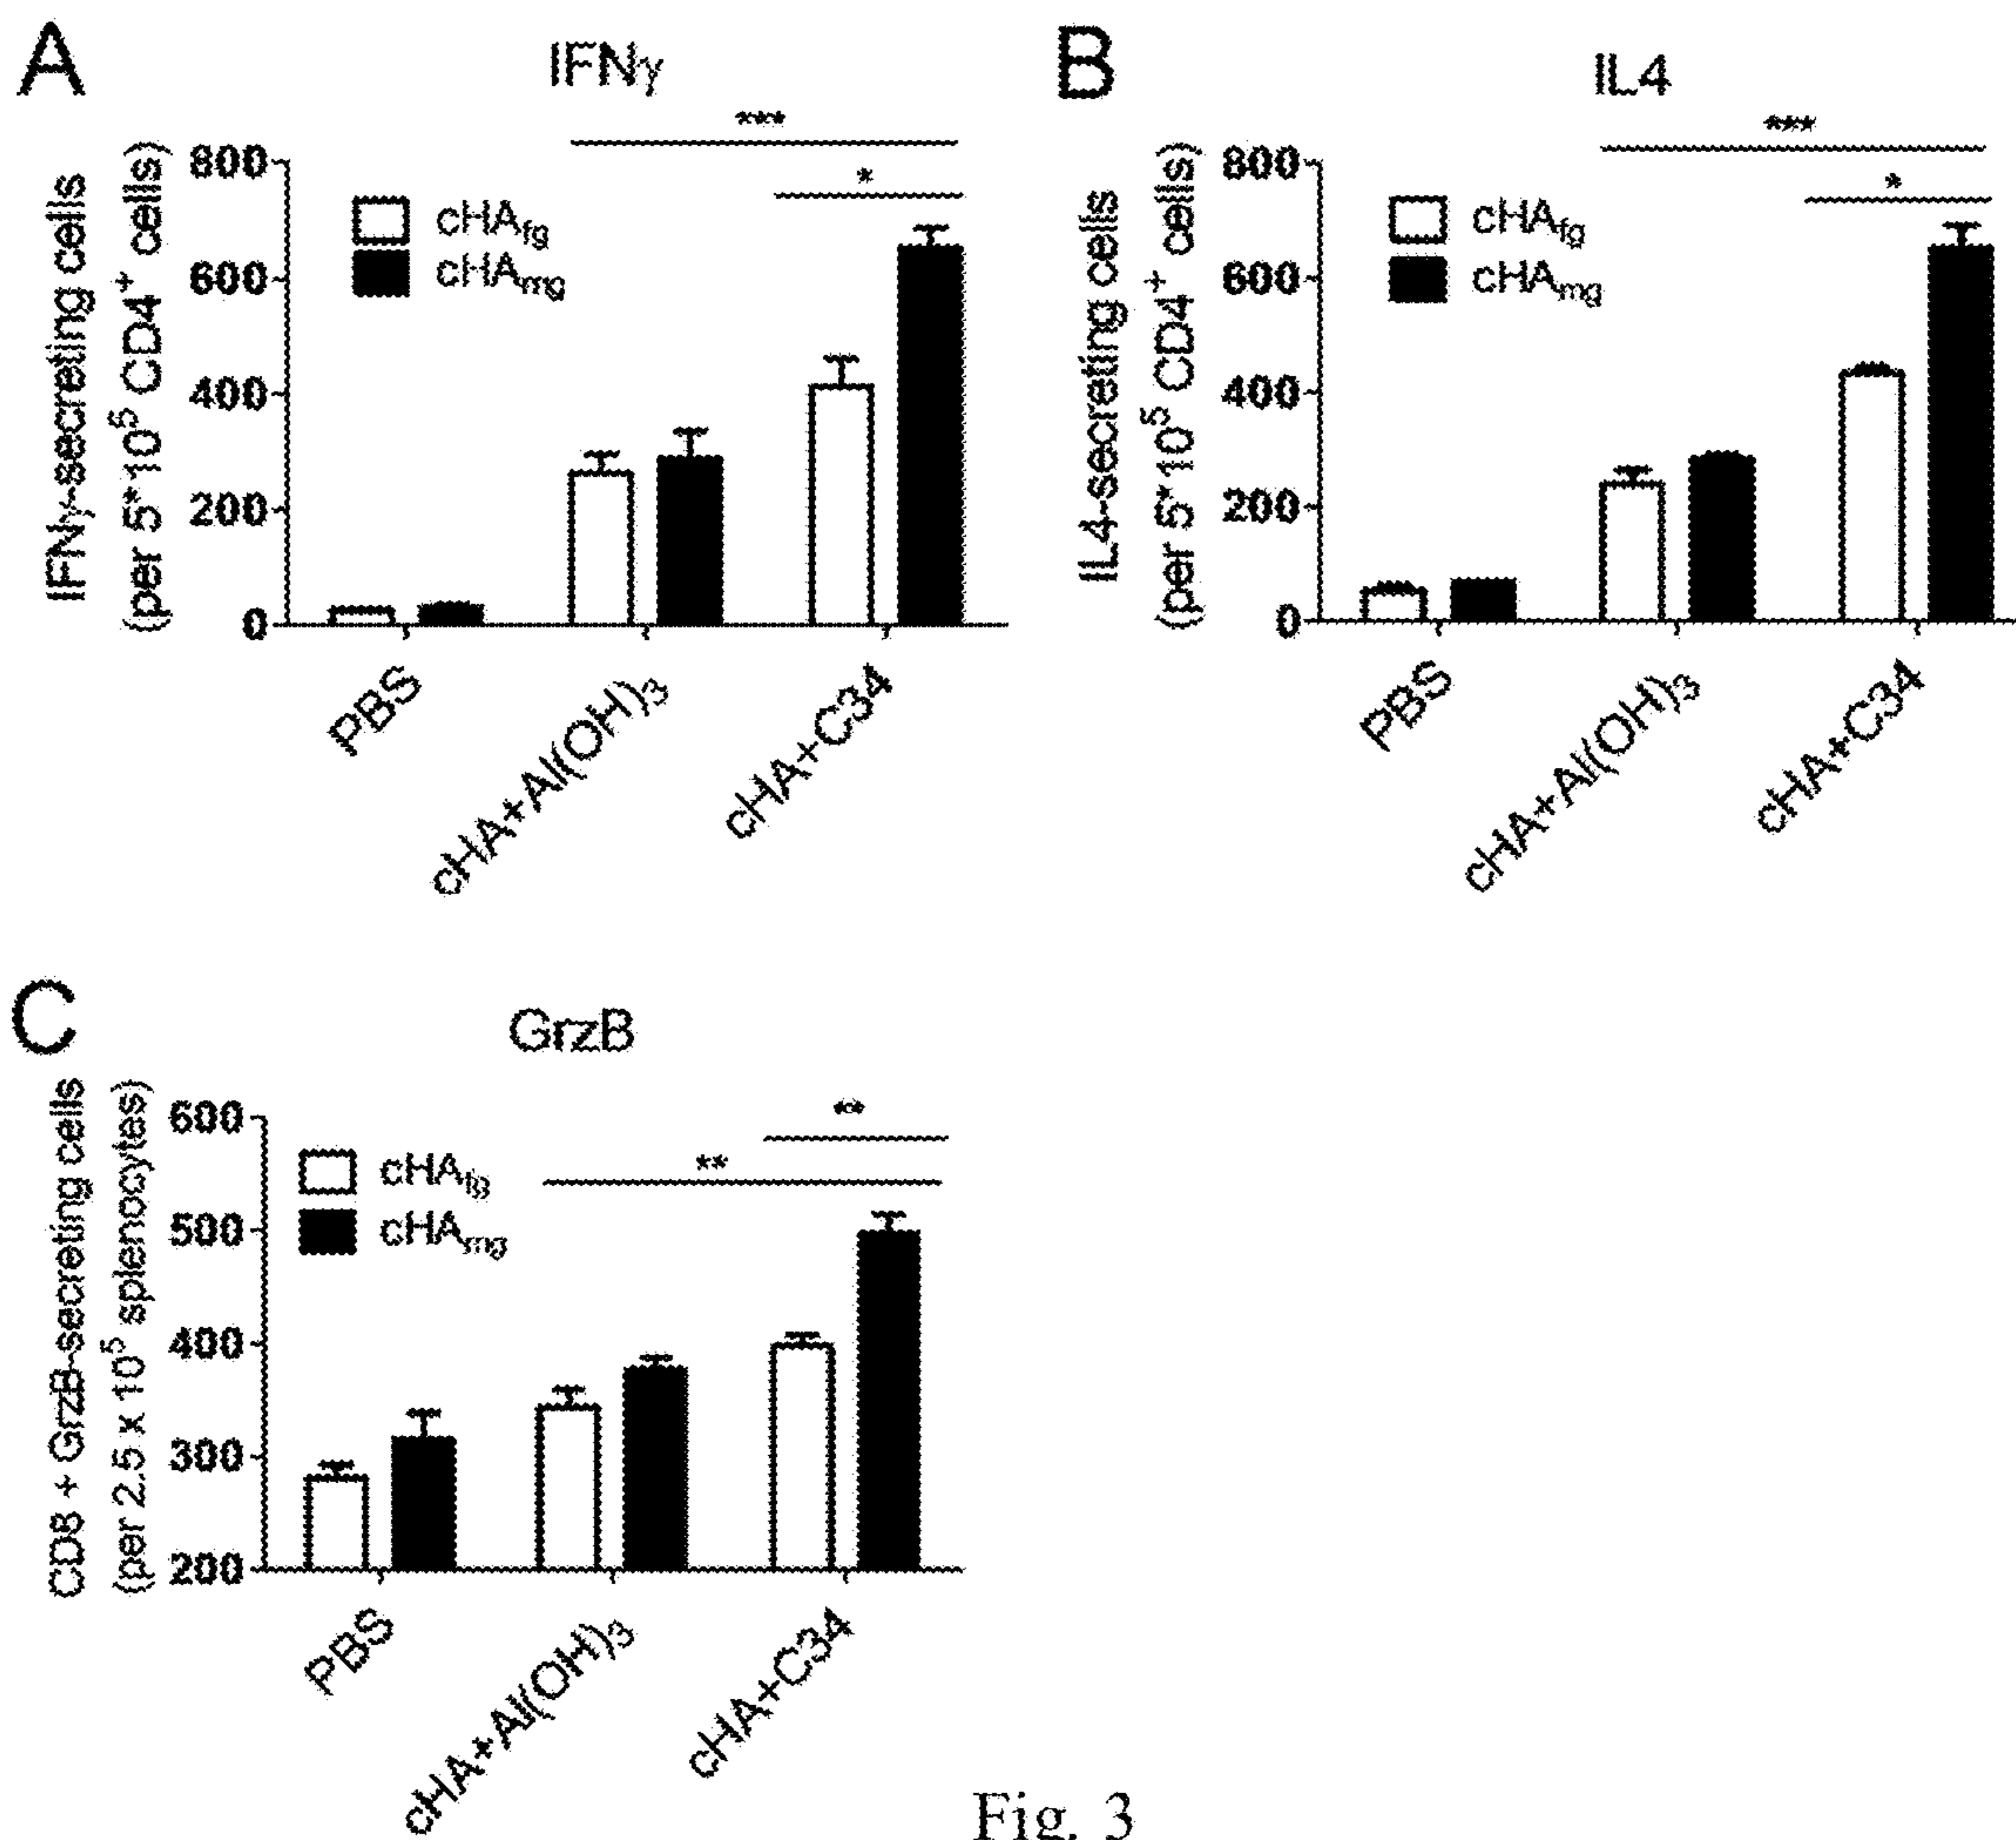 A
IFNγ
***
*
IFNγ-secreting cells
(per 5*10⁵ CD4⁺ cells)
800
600
400
200
0
cHAfg
cHAmg
PBS
cHA+Al(OH)₃
cHA+C34
B
IL4
***
*
IL4-secreting cells
(per 5*10⁵ CD4⁺ cells)
800
600
400
200
0
cHAfg
cHAmg
PBS
cHA+Al(OH)₃
cHA+C34
C
GrzB
**
**
CD8 + GrzB-secreting cells
(per 2.5 x 10⁵ splenocytes)
600
500
400
300
200
cHAfg
cHAmg
PBS
cHA+Al(OH)₃
cHA+C34
Fig. 3